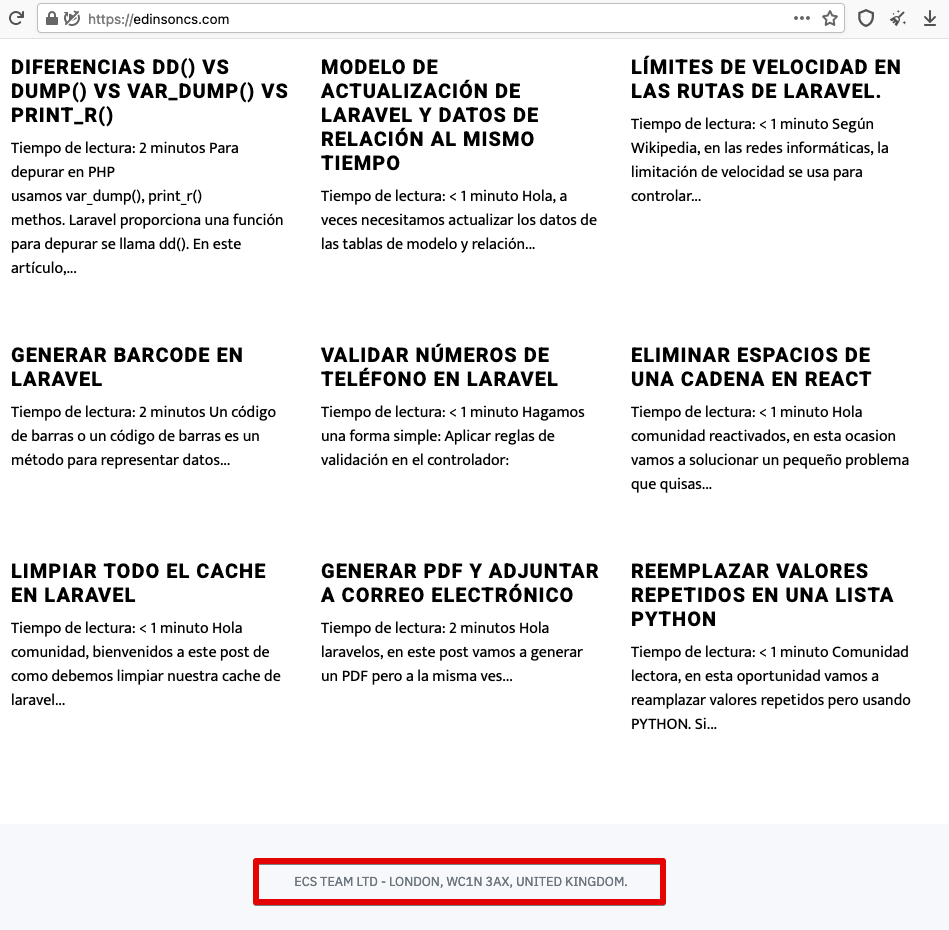 https://edinsoncs.com
DIFERENCIAS DD() VS
DUMP() VS VAR_DUMP() VS
PRINT_R()
Tiempo de lectura: 2 minutos Para
depurar en PHP
usamos var_dump(), print_r()
methos. Laravel proporciona una función
para depurar se llama dd(). En este
artículo,...
MODELO DE
ACTUALIZACIÓN DE
LARAVEL Y DATOS DE
RELACIÓN AL MISMO
TIEMPO
Tiempo de lectura: < 1 minuto Hola, a
veces necesitamos actualizar los datos de
las tablas de modelo y relación...
LÍMITES DE VELOCIDAD EN
LAS RUTAS DE LARAVEL.
Tiempo de lectura: < 1 minuto Según
Wikipedia, en las redes informáticas, la
limitación de velocidad se usa para
controlar...
GENERAR BARCODE EN
LARAVEL
Tiempo de lectura: 2 minutos Un código
de barras o un código de barras es un
método para representar datos...
VALIDAR NÚMEROS DE
TELÉFONO EN LARAVEL
Tiempo de lectura: < 1 minuto Hagamos
una forma simple: Aplicar reglas de
validación en el controlador:
ELIMINAR ESPACIOS DE
UNA CADENA EN REACT
Tiempo de lectura: < 1 minuto Hola
comunidad reactivados, en esta ocasion
vamos a solucionar un pequeño problema
que quisas...
LIMPIAR TODO EL CACHE
EN LARAVEL
Tiempo de lectura: < 1 minuto Hola
comunidad, bienvenidos a este post de
como debemos limpiar nuestra cache de
laravel...
GENERAR PDF Y ADJUNTAR
A CORREO ELECTRÓNICO
Tiempo de lectura: 2 minutos Hola
laravelos, en este post vamos a generar
un PDF pero a la misma ves...
REEMPLAZAR VALORES
REPETIDOS EN UNA LISTA
PYTHON
Tiempo de lectura: < 1 minuto Comunidad
lectora, en esta oportunidad vamos a
reamplazar valores repetidos pero usando
PYTHON. Si...
ECS TEAM LTD - LONDON, WC1N 3AX, UNITED KINGDOM.